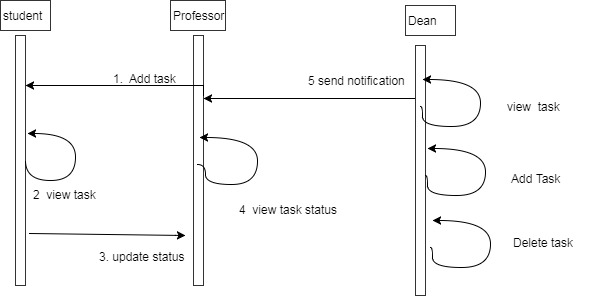 student
Professor
Dean
1. Add task
5 send notification
view task
2 view task
4 view task status
Add Task
3. update status
Delete task